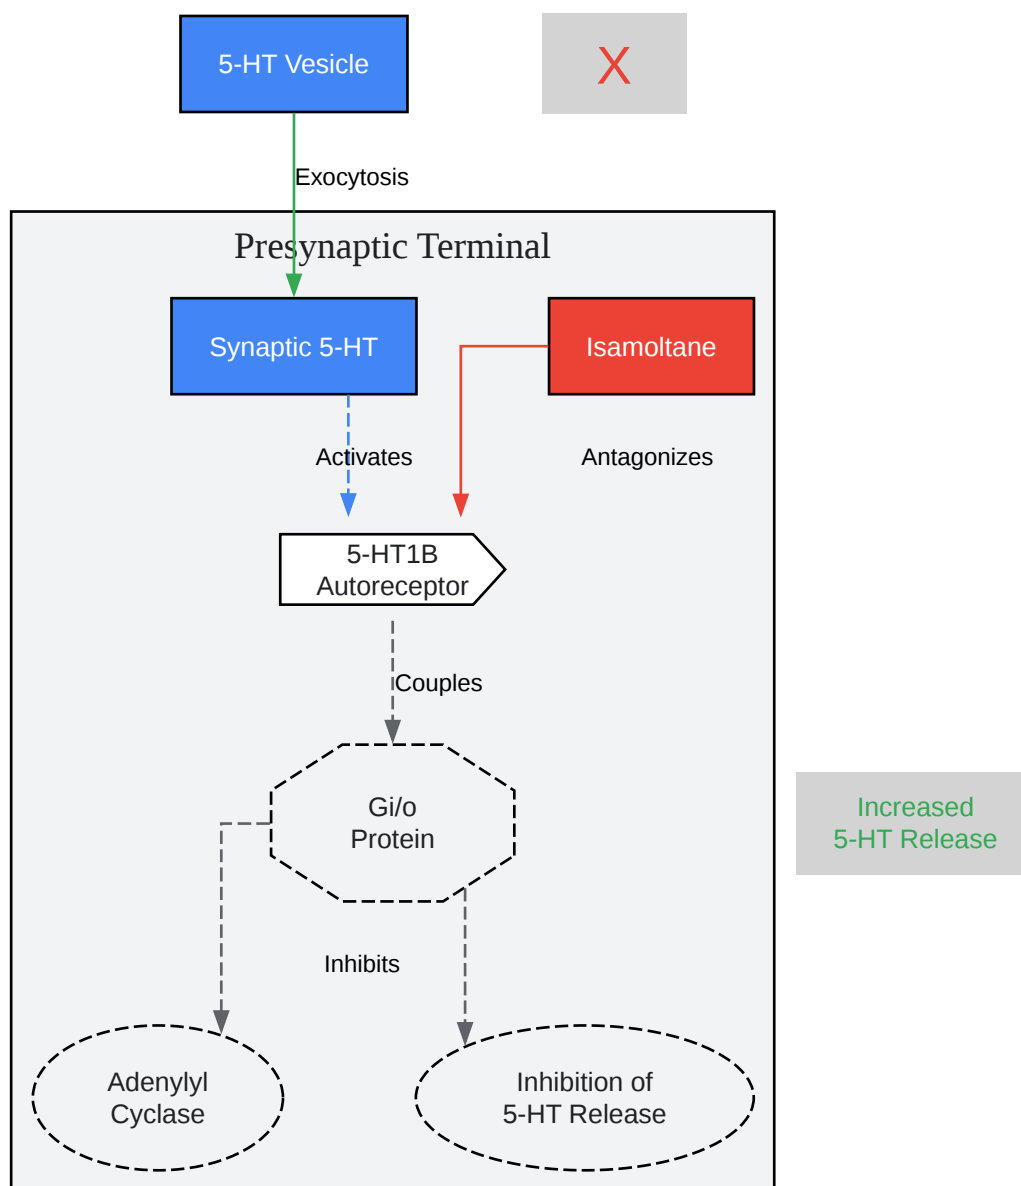 5-HT Vesicle
X
Exocytosis
Presynaptic Terminal
Synaptic 5-HT
Isamoltane
Activates
Antagonizes
5-HT1B
Autoreceptor
Couples
Gi/o
Protein
Increased
5-HT Release
Inhibits
Adenylyl
Cyclase
Inhibition of
5-HT Release